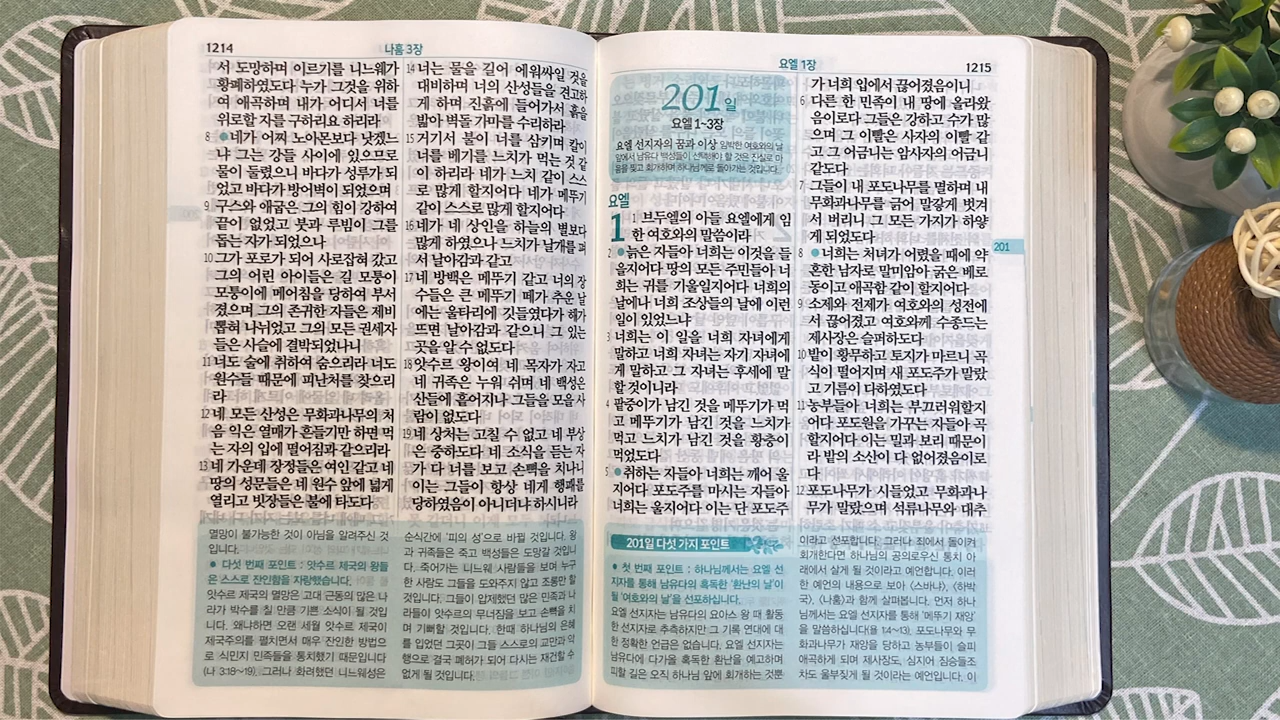 1214
나훔 3장
서 도망하며 이르기를 니느웨가
황폐하였도다 누가 그것을 위하
여 애곡하며 내가 어디서 너를
위로할 자를 구하리요 하리라
8 ●네가 어찌 노아몬보다 낫겠느
냐 그는 강들 사이에 있으므로
물이 둘렸으니 바다가 성루가 되
었고 바다가 방어벽이 되었으며
9 구스와 애굽은 그의 힘이 강하여
끝이 없었고 붓과 루빔이 그를
돕는 자가 되었으나
10 그가 포로가 되어 사로잡혀 갔고
그의 어린 아이들은 길 모퉁이
모퉁이에 메어침을 당하여 부서
졌으며 그의 존귀한 자들은 제비
뽑혀 나뉘었고 그의 모든 권세자
들은 사슬에 결박되었나니
11 너도 술에 취하여 숨으리라 너도
원수들 때문에 피난처를 찾으리
라
12 네 모든 산성은 무화과나무의 처
음 익은 열매가 흔들기만 하면 먹
는 자의 입에 떨어짐과 같으리라
13 네 가운데 장정들은 여인 같고 네
땅의 성문들은 네 원수 앞에 넓게
열리고 빗장들은 불에 타도다
14 너는 물을 길어 에워싸일 것을
대비하며 너의 산성들을 견고하
게 하며 진흙에 들어가서 흙을
밟아 벽돌 가마를 수리하라
15 거기서 불이 너를 삼키며 칼이
너를 베기를 느치가 먹는 것 같
이 하리라 네가 느치 같이 스스
로 많게 할지어다 네가 메뚜기
같이 스스로 많게 할지어다
16 네가 네 상인을 하늘의 별보다
많게 하였으나 느치가 날개를 펴
서 날아감과 같고
17 네 방백은 메뚜기 같고 너의 장
수들은 큰 메뚜기 떼가 추운 날
에는 울타리에 깃들였다가 해가
뜨면 날아감과 같으니 그 있는
곳을 알 수 없도다
18 앗수르 왕이여 네 목자가 자고
네 귀족은 누워 쉬며 네 백성은
산들에 흩어지나 그들을 모을 사
람이 없도다
19 네 상처는 고칠 수 없고 네 부상
은 중하도다 네 소식을 듣는 자
가 다 너를 보고 손뼉을 치나니
이는 그들이 항상 네게 행패를
당하였음이 아니더냐 하시니라
멸망이 불가능한 것이 아님을 알려주신 것
입니다.
● 다섯 번째 포인트 : 앗수르 제국의 왕들
은 스스로 잔인함을 자랑했습니다.
앗수르 제국의 멸망은 고대 근동의 많은 나
라가 박수를 칠 만큼 기쁜 소식이 될 것입
니다. 왜냐하면 오랜 세월 앗수르 제국이
제국주의를 펼치면서 매우 잔인한 방법으
로 식민지 민족들을 통치했기 때문입니다
(나 3:18~19). 그러나 화려했던 니느웨성은
순식간에 '피의 성'으로 바뀔 것입니다. 왕
과 귀족들은 죽고 백성들은 도망갈 것입니
다. 죽어가는 니느웨 사람들을 보며 누구
한 사람도 그들을 도와주지 않고 조롱만 할
것입니다. 그들이 압제했던 많은 민족과 나
라들이 앗수르의 무너짐을 보고 손뼉을 치
며 기뻐할 것입니다. 한때 하나님의 은혜
를 입었던 그곳이 그들 스스로의 교만과 악
행으로 결국 폐허가 되어 다시는 재건할 수
없게 될 것입니다.
요엘 1장
1215
201일
요엘 1~3장
요엘 선지자의 꿈과 이상 임박한 여호와의 날
앞에서 남유다 백성들이 선택해야 할 것은 진실로 마
음을 찢고 회개하며 하나님께로 돌아가는 것입니다.
요엘
1 1 브두엘의 아들 요엘에게 임
한 여호와의 말씀이라
2 ●늙은 자들아 너희는 이것을 들
을지어다 땅의 모든 주민들아 너
희는 귀를 기울일지어다 너희의
날에나 너희 조상들의 날에 이런
일이 있었느냐
3 너희는 이 일을 너희 자녀에게
말하고 너희 자녀는 자기 자녀에
게 말하고 그 자녀는 후세에 말
할 것이니라
4 팥중이가 남긴 것을 메뚜기가 먹
고 메뚜기가 남긴 것을 느치가
먹고 느치가 남긴 것을 황충이
먹었도다
5 ●취하는 자들아 너희는 깨어 울
지어다 포도주를 마시는 자들아
너희는 울지어다 이는 단 포도주
가 너희 입에서 끊어졌음이니
6 다른 한 민족이 내 땅에 올라왔
음이로다 그들은 강하고 수가 많
으며 그 이빨은 사자의 이빨 같
고 그 어금니는 암사자의 어금니
같도다
7 그들이 내 포도나무를 멸하며 내
무화과나무를 긁어 말갛게 벗겨
서 버리니 그 모든 가지가 하얗
게 되었도다
8 ●너희는 처녀가 어렸을 때에 약
혼한 남자로 말미암아 굵은 베로
동이고 애곡함 같이 할지어다
9 소제와 전제가 여호와의 성전에
서 끊어졌고 여호와께 수종드는
제사장은 슬퍼하도다
10 밭이 황무하고 토지가 마르니 곡
식이 떨어지며 새 포도주가 말랐
고 기름이 다하였도다
11 농부들아 너희는 부끄러워할지
어다 포도원을 가꾸는 자들아 곡
할지어다 이는 밀과 보리 때문이
라 밭의 소산이 다 없어졌음이로
다
12 포도나무가 시들었고 무화과나
무가 말랐으며 석류나무와 대추
201
201일 다섯 가지 포인트
● 첫 번째 포인트 : 하나님께서는 요엘 선
지자를 통해 남유다의 혹독한 '환난의 날'이
될 '여호와의 날'을 선포하십니다.
요엘 선지자는 남유다의 요아스 왕 때 활동
한 선지자로 추측하지만 그 기록 연대에 대
한 정확한 언급은 없습니다. 요엘 선지자는
남유다에 다가올 혹독한 환난을 예고하며
피할 길은 오직 하나님 앞에 회개하는 것뿐
이라고 선포합니다. 그러나 죄에서 돌이켜
회개한다면 하나님의 공의로우신 통치 아
래에서 살게 될 것이라고 예언합니다. 이러
한 예언의 내용으로 보아 <스바냐>, <하박
국>, <나훔>과 함께 살펴봅니다. 먼저 하나
님께서는 요엘 선지자를 통해 '메뚜기 재앙'
을 말씀하십니다(욜 1:4~13). 포도나무와 무
화과나무가 재앙을 당하고 농부들이 슬피
애곡하게 되며 제사장도, 심지어 짐승들조
차도 울부짖게 될 것이라는 예언입니다. 이